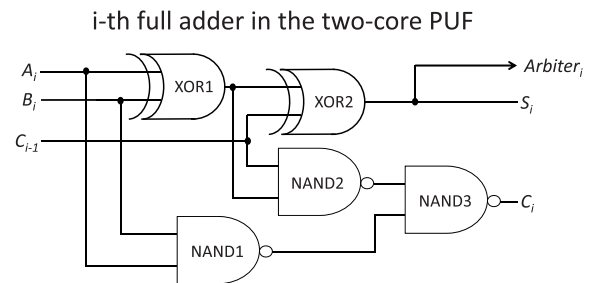 i-th full adder in the two-core PUF
Aᵢ
Bᵢ
Cᵢ₋₁
XOR1
XOR2
Arbiterᵢ
Sᵢ
NAND2
NAND3
Cᵢ
NAND1